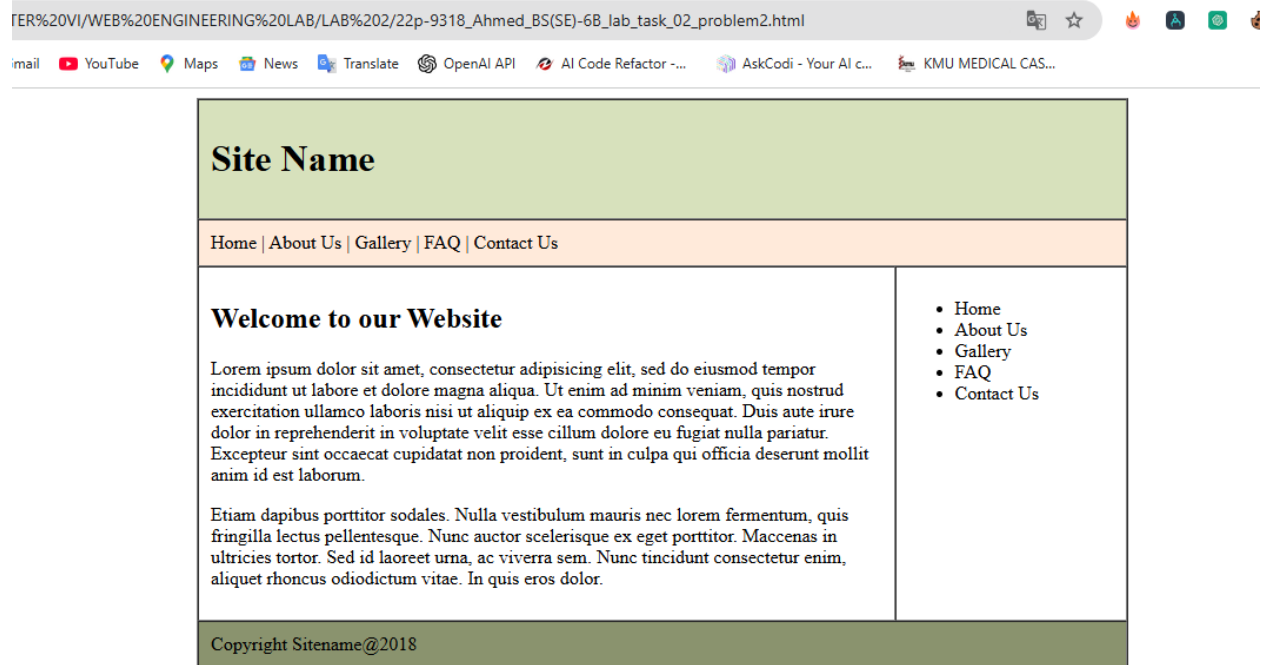 TER%20VI/WEB%20ENGINEERING%20LAB/LAB%202/22p-9318_Ahmed_BS(SE)-6B_lab_task_02_problem2.html
mail YouTube Maps News Translate OpenAI API AI Code Refactor -... AskCodi - Your AI c... KMU MEDICAL CAS...
Site Name
Home | About Us | Gallery | FAQ | Contact Us
Welcome to our Website
Lorem ipsum dolor sit amet, consectetur adipisicing elit, sed do eiusmod tempor
incididunt ut labore et dolore magna aliqua. Ut enim ad minim veniam, quis nostrud
exercitation ullamco laboris nisi ut aliquip ex ea commodo consequat. Duis aute irure
dolor in reprehenderit in voluptate velit esse cillum dolore eu fugiat nulla pariatur.
Excepteur sint occaecat cupidatat non proident, sunt in culpa qui officia deserunt mollit
anim id est laborum.
Etiam dapibus porttitor sodales. Nulla vestibulum mauris nec lorem fermentum, quis
fringilla lectus pellentesque. Nunc auctor scelerisque ex eget porttitor. Maccenas in
ultricies tortor. Sed id laoreet urna, ac viverra sem. Nunc tincidunt consectetur enim,
aliquet rhoncus odiodictum vitae. In quis eros dolor.
Home
About Us
Gallery
FAQ
Contact Us
Copyright Sitename@2018